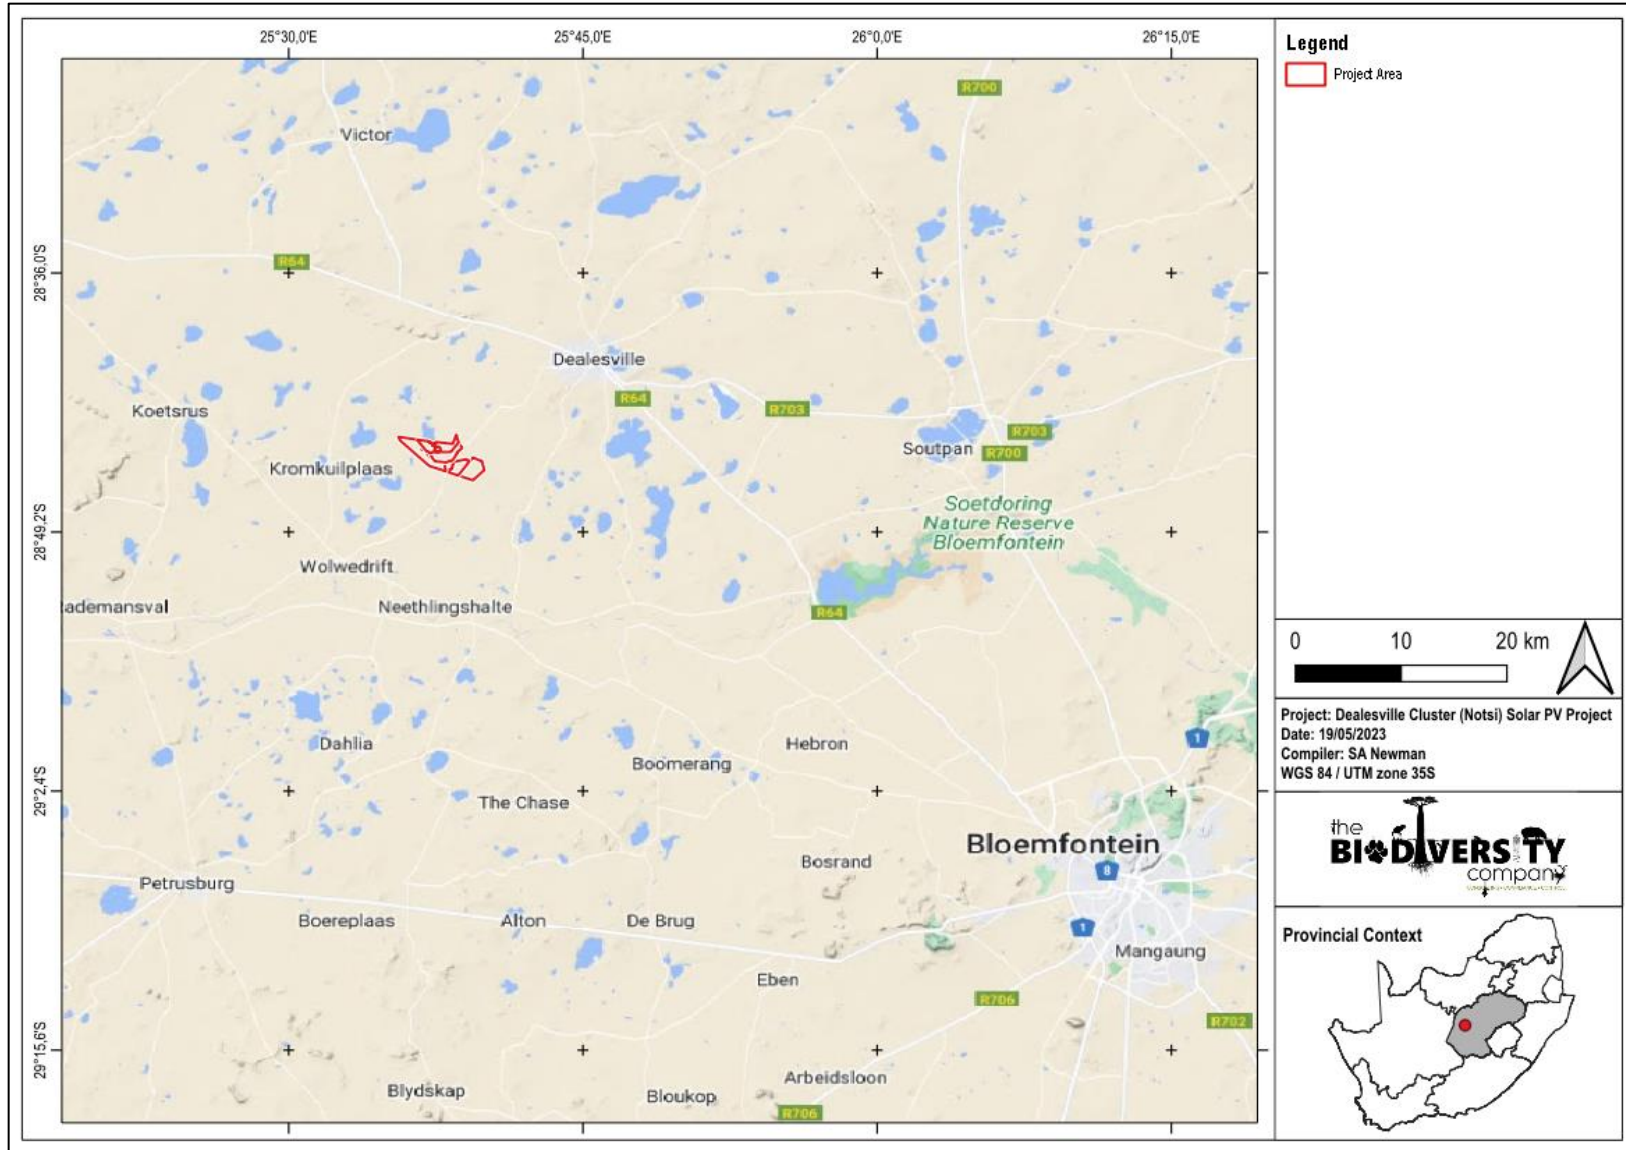 25°30,0'E
25°45,0'E
26°0,0'E
26°15,0'E
28°36,0'S
28°49,2'S
29°2,4'S
29°15,6'S
R700
Victor
R64
Dealesville
R64
R703
Koetsrus
R703
Soutpan
R700
Kromkuilplaas
Soetdoring
Nature Reserve
Bloemfontein
Wolwedrift
ademansval
Neethlingshalte
R64
1
Dahlia
Hebron
Boomerang
The Chase
Bloemfontein
Bosrand
8
Petrusburg
Boereplaas
Alton
De Brug
1
Mangaung
Eben
R706
R702
Arbeidsloon
Blydskap
Bloukop
R706
Legend
Project Area
0 10 20 km
Project: Dealesville Cluster (Notsi) Solar PV Project
Date: 19/05/2023
Compiler: SA Newman
WGS 84 / UTM zone 35S
the
BIODIVERSITY
company
Provincial Context